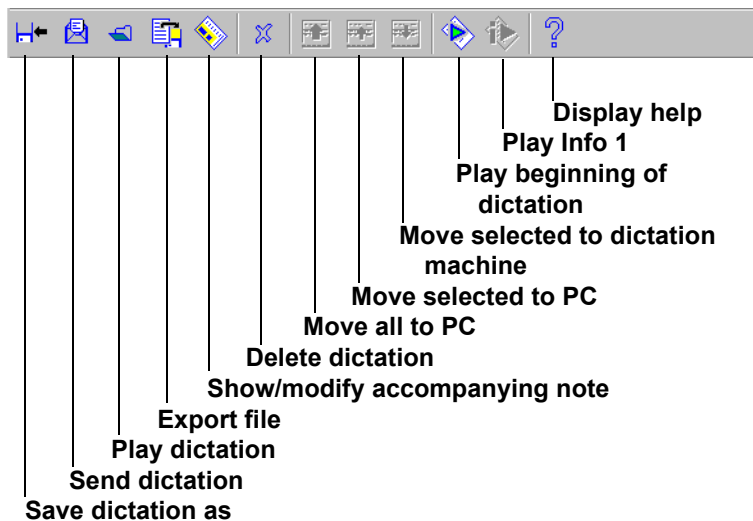 Display help
Play Info 1
Play beginning of
dictation
Move selected to dictation
machine
Move selected to PC
Move all to PC
Delete dictation
Show/modify accompanying note
Export file
Play dictation
Send dictation
Save dictation as